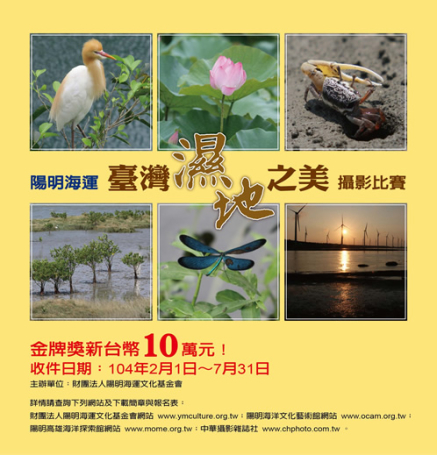 陽明海運 臺灣濕地之美 攝影比賽
金牌獎新台幣10萬元！
收件日期：104年2月1日～7月31日
主辦單位：財團法人陽明海運文化基金會
詳情請查詢下列網站及下載簡章與報名表：
財團法人陽明海運文化基金會網站 www.ymculture.org.tw；陽明海洋文化藝術館網站 www.ocam.org.tw；
陽明高雄海洋探索館網站 www.mome.org.tw；中華攝影雜誌社 www.chphoto.com.tw 。